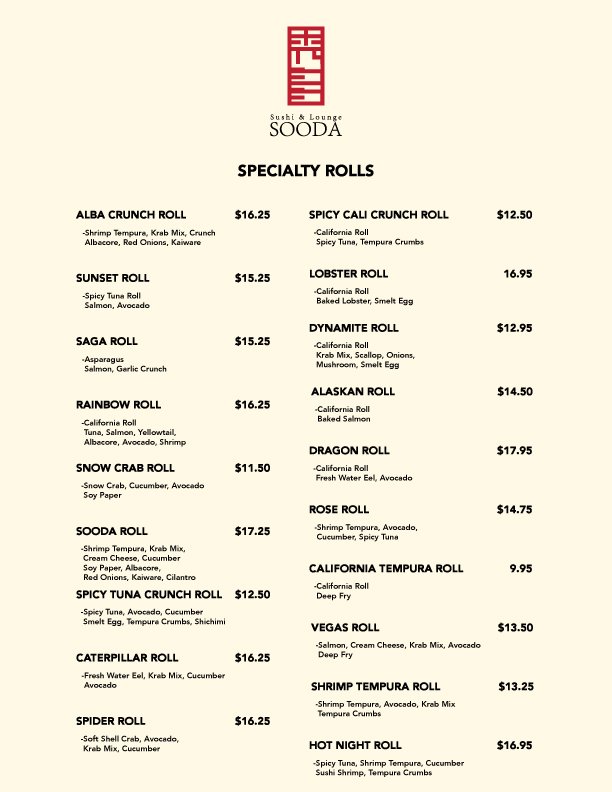 Sushi & Lounge
SOODA
SPECIALTY ROLLS
ALBA CRUNCH ROLL $16.25
-Shrimp Tempura, Krab Mix, Crunch
Albacore, Red Onions, Kaiware
SUNSET ROLL $15.25
-Spicy Tuna Roll
Salmon, Avocado
SAGA ROLL $15.25
-Asparagus
Salmon, Garlic Crunch
RAINBOW ROLL $16.25
-California Roll
Tuna, Salmon, Yellowtail,
Albacore, Avocado, Shrimp
SNOW CRAB ROLL $11.50
-Snow Crab, Cucumber, Avocado
Soy Paper
SOODA ROLL $17.25
-Shrimp Tempura, Krab Mix,
Cream Cheese, Cucumber
Soy Paper, Albacore,
Red Onions, Kaiware, Cilantro
SPICY TUNA CRUNCH ROLL $12.50
-Spicy Tuna, Avocado, Cucumber
Smelt Egg, Tempura Crumbs, Shichimi
CATERPILLAR ROLL $16.25
-Fresh Water Eel, Krab Mix, Cucumber
Avocado
SPIDER ROLL $16.25
-Soft Shell Crab, Avocado,
Krab Mix, Cucumber
SPICY CALI CRUNCH ROLL $12.50
-California Roll
Spicy Tuna, Tempura Crumbs
LOBSTER ROLL 16.95
-California Roll
Baked Lobster, Smelt Egg
DYNAMITE ROLL $12.95
-California Roll
Krab Mix, Scallop, Onions,
Mushroom, Smelt Egg
ALASKAN ROLL $14.50
-California Roll
Baked Salmon
DRAGON ROLL $17.95
-California Roll
Fresh Water Eel, Avocado
ROSE ROLL $14.75
-Shrimp Tempura, Avocado,
Cucumber, Spicy Tuna
CALIFORNIA TEMPURA ROLL 9.95
-California Roll
Deep Fry
VEGAS ROLL $13.50
-Salmon, Cream Cheese, Krab Mix, Avocado
Deep Fry
SHRIMP TEMPURA ROLL $13.25
-Shrimp Tempura, Avocado, Krab Mix
Tempura Crumbs
HOT NIGHT ROLL $16.95
-Spicy Tuna, Shrimp Tempura, Cucumber
Sushi Shrimp, Tempura Crumbs